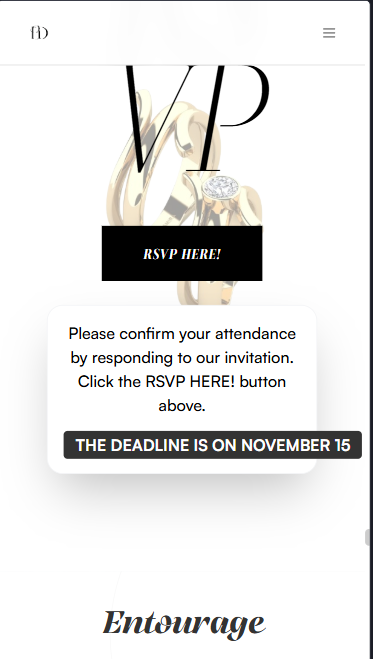 VP
RSVP HERE!
Please confirm your attendance
by responding to our invitation.
Click the RSVP HERE! button
above.
THE DEADLINE IS ON NOVEMBER 15
Entourage